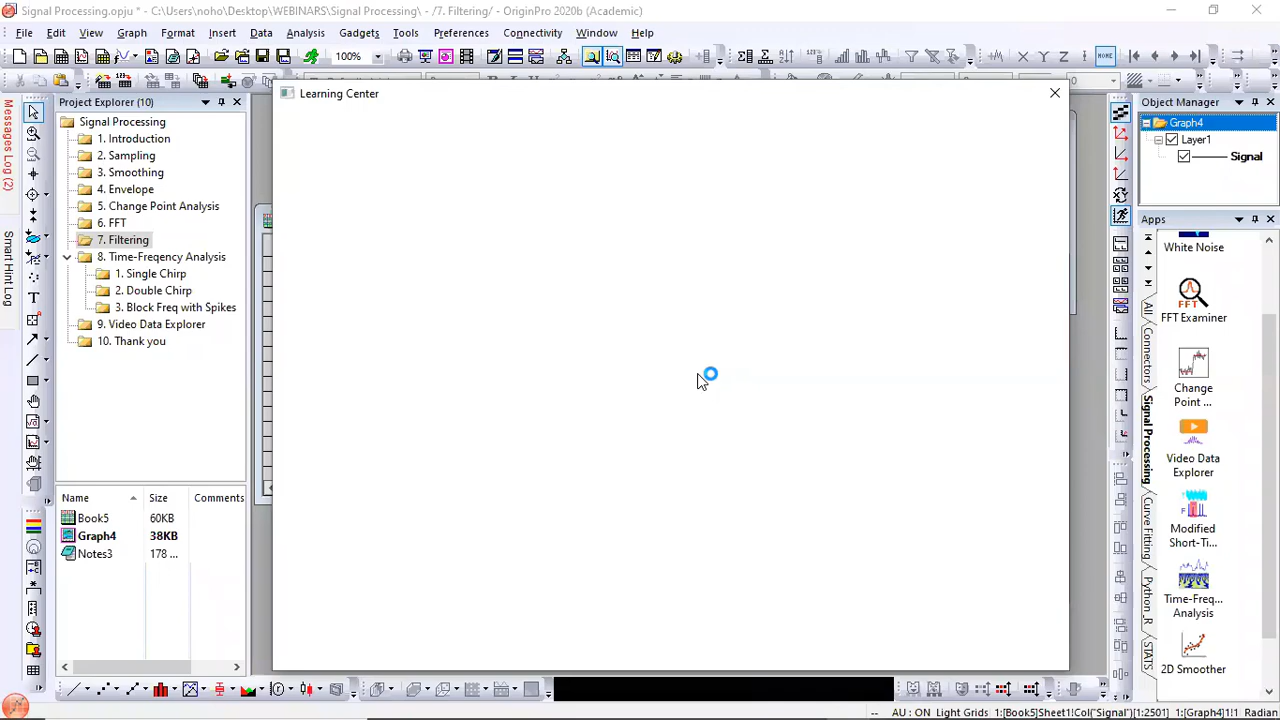 Signal Processing.opju * - C:\Users\noho\Desktop\WEBINARS\Signal Processing\ - /7. Filtering/ - OriginPro 2020b (Academic)
File Edit View Graph Format Insert Data Analysis Gadgets Tools Preferences Connectivity Window Help
100%
X Y Z
HOME
Messages Log (2)
Smart Hint Log
Project Explorer (10)
Signal Processing
1. Introduction
2. Sampling
3. Smoothing
4. Envelope
5. Change Point Analysis
6. FFT
7. Filtering
8. Time-Freqency Analysis
1. Single Chirp
2. Double Chirp
3. Block Freq with Spikes
9. Video Data Explorer
10. Thank you
Name Size Comments
Book5 60KB
Graph4 38KB
Notes3 178 ...
Learning Center
Object Manager
Graph4
Layer1
Signal
Apps
All
Connectors
Signal Processing
Curve Fitting
Python_R
STATS
White Noise
FFT
FFT Examiner
Change
Point ...
Video Data
Explorer
Modified
Short-Ti...
Time-Freq...
Analysis
2D Smoother
-- AU : ON Light Grids 1:[Book5]Sheet1!Col("Signal")[1:2501] 1:[Graph4]1!1 Radian